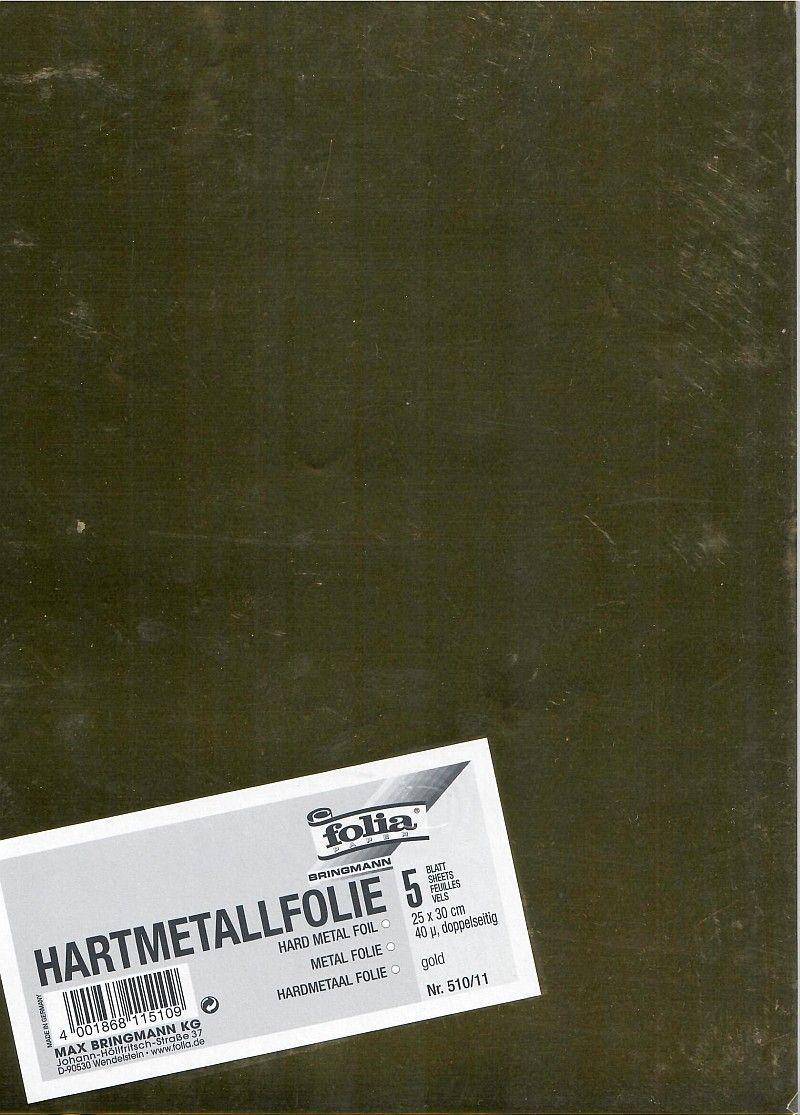 folia®
PAPER
BRINGMANN
HARTMETALLFOLIE
HARD METAL FOIL
METAL FOLIE
HARDMETAAL FOLIE
5
BLATT
SHEETS
FEUILLES
VELS
25 x 30 cm
40 µ, doppelseitig
gold
Nr. 510/11
MADE IN GERMANY
4 001868 115109
MAX BRINGMANN KG
Johann-Höllfritsch-Straße 37
D-90530 Wendelstein • www.folia.de